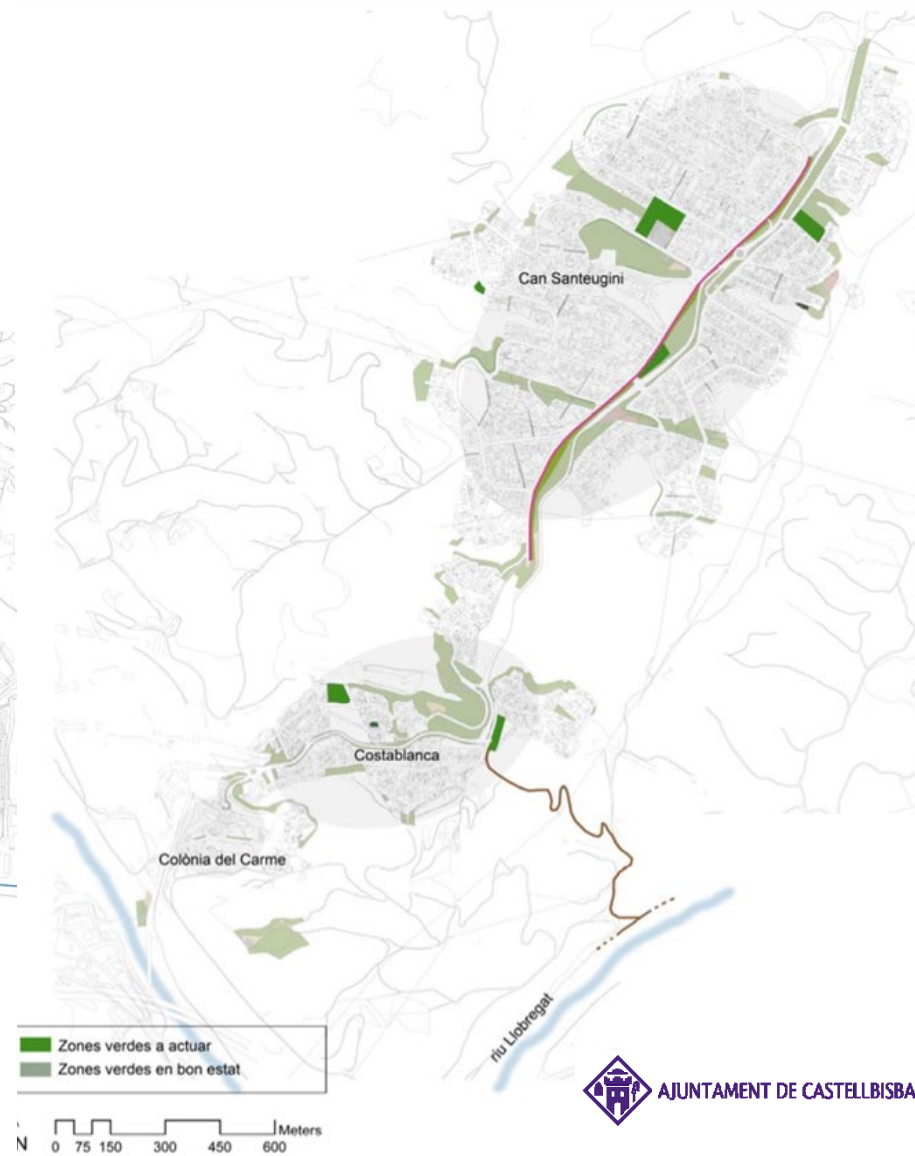 Can Santeugini
Costablanca
Colònia del Carme
riu Llobregat
Zones verdes a actuar
Zones verdes en bon estat
AJUNTAMENT DE CASTELLBISBA
Meters
N
0 75 150 300 450 600